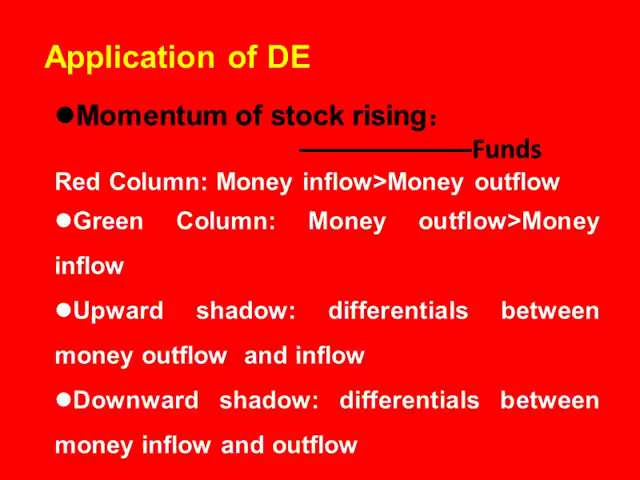 Application of DE
●Momentum of stock rising：
———————Funds
Red Column: Money inflow>Money outflow
●Green Column: Money outflow>Money
inflow
●Upward shadow: differentials between
money outflow and inflow
●Downward shadow: differentials between
money inflow and outflow